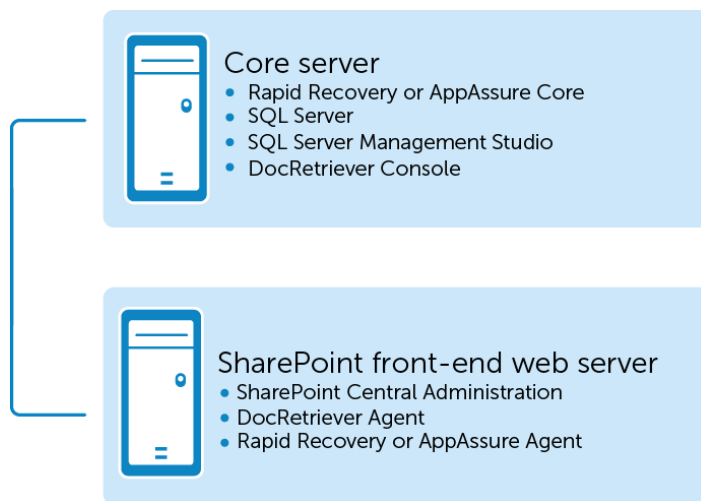 Core server
• Rapid Recovery or AppAssure Core
• SQL Server
• SQL Server Management Studio
• DocRetriever Console
SharePoint front-end web server
• SharePoint Central Administration
• DocRetriever Agent
• Rapid Recovery or AppAssure Agent